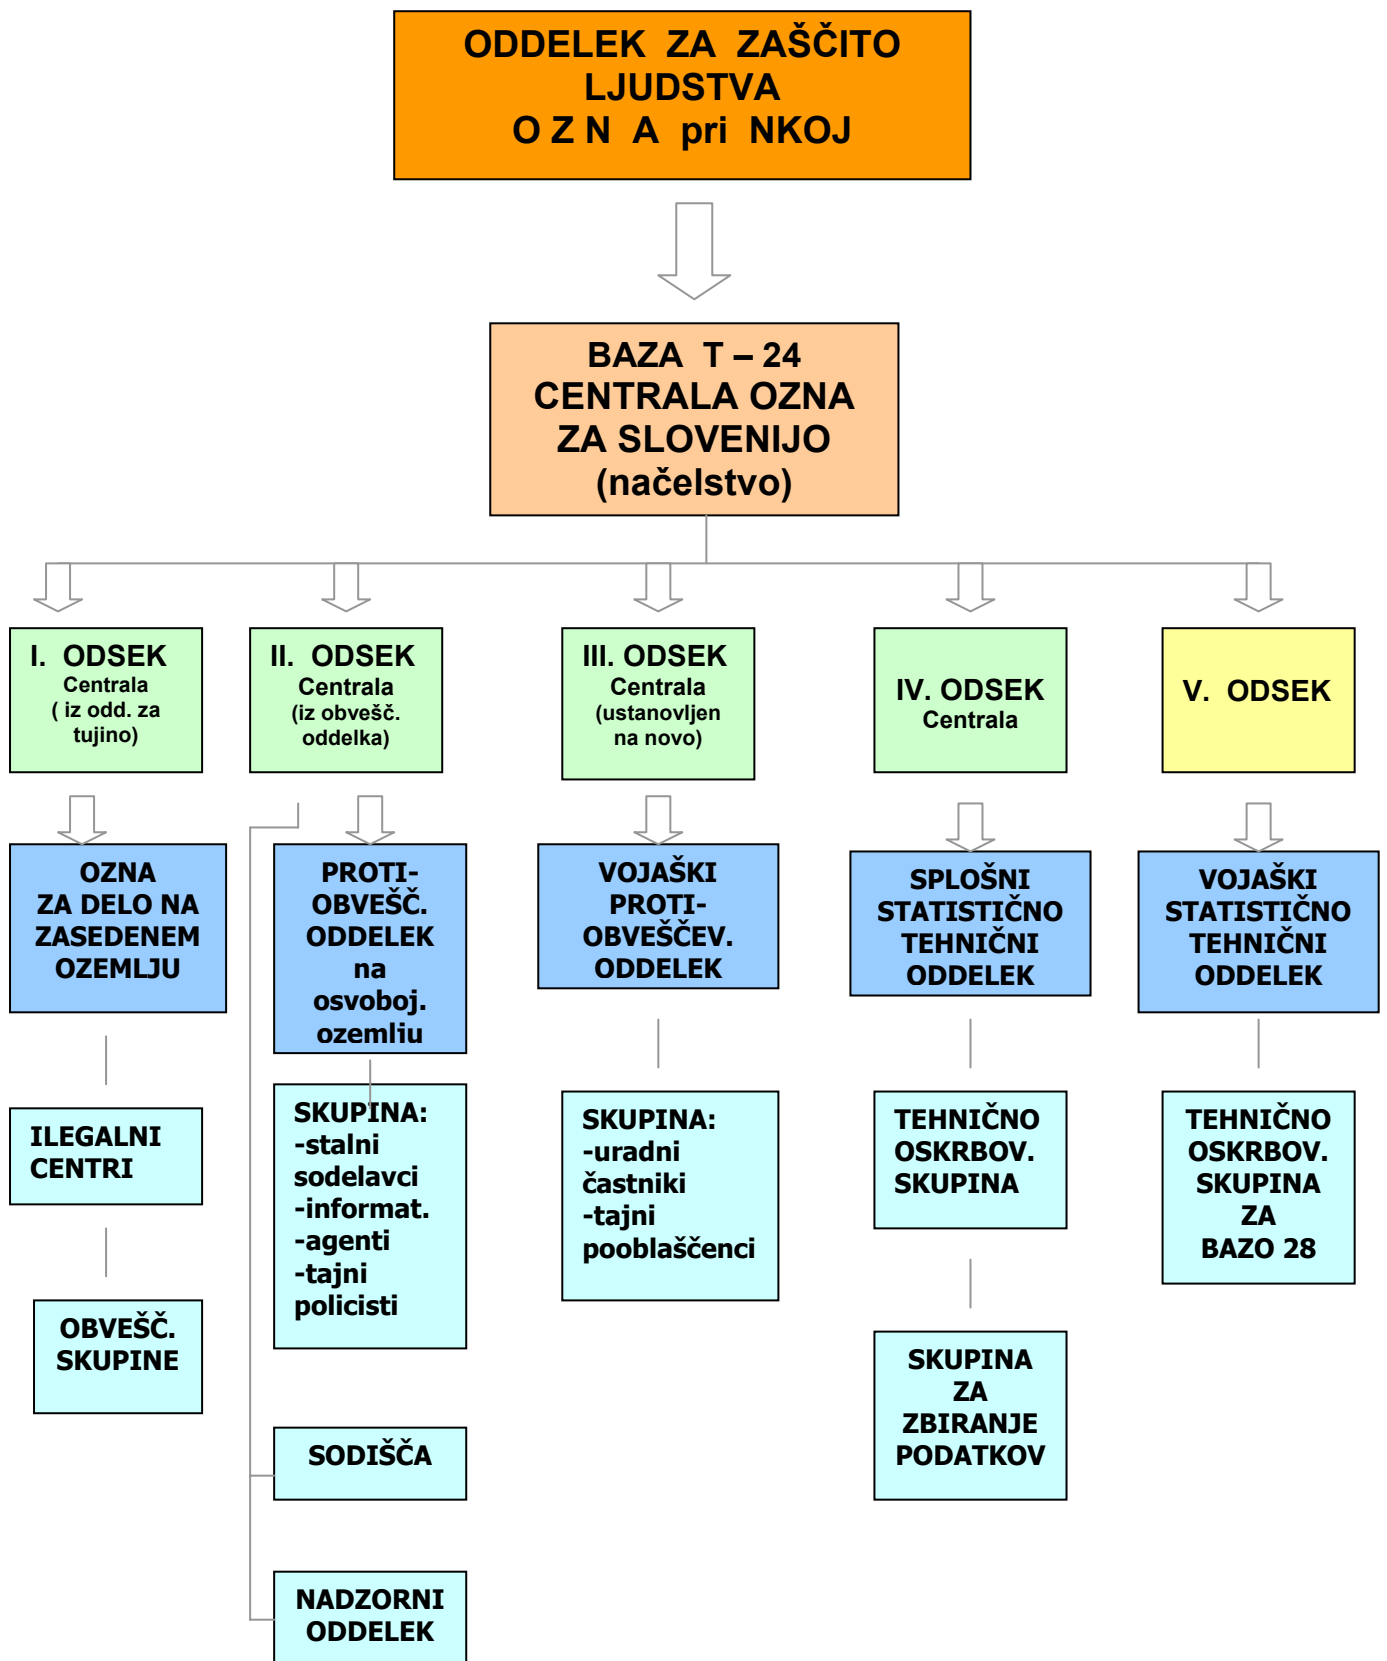 ODDELEK ZA ZAŠČITO
LJUDSTVA
O Z N A pri NKOJ
BAZA T – 24
CENTRALA OZNA
ZA SLOVENIJO
(načelstvo)
I. ODSEK
Centrala
( iz odd. za
tujino)
II. ODSEK
Centrala
(iz obvešč.
oddelka)
III. ODSEK
Centrala
(ustanovljen
na novo)
IV. ODSEK
Centrala
V. ODSEK
OZNA
ZA DELO NA
ZASEDENEM
OZEMLJU
PROTI-
OBVEŠČ.
ODDELEK
na
osvoboj.
ozemlju
VOJAŠKI
PROTI-
OBVEŠČEV.
ODDELEK
SPLOŠNI
STATISTIČNO
TEHNIČNI
ODDELEK
VOJAŠKI
STATISTIČNO
TEHNIČNI
ODDELEK
ILEGALNI
CENTRI
OBVEŠČ.
SKUPINE
SKUPINA:
-stalni
sodelavci
-informat.
-agenti
-tajni
policisti
SODIŠČA
NADZORNI
ODDELEK
SKUPINA:
-uradni
častniki
-tajni
pooblaščenci
TEHNIČNO
OSKRBOV.
SKUPINA
SKUPINA
ZA
ZBIRANJE
PODATKOV
TEHNIČNO
OSKRBOV.
SKUPINA
ZA
BAZO 28